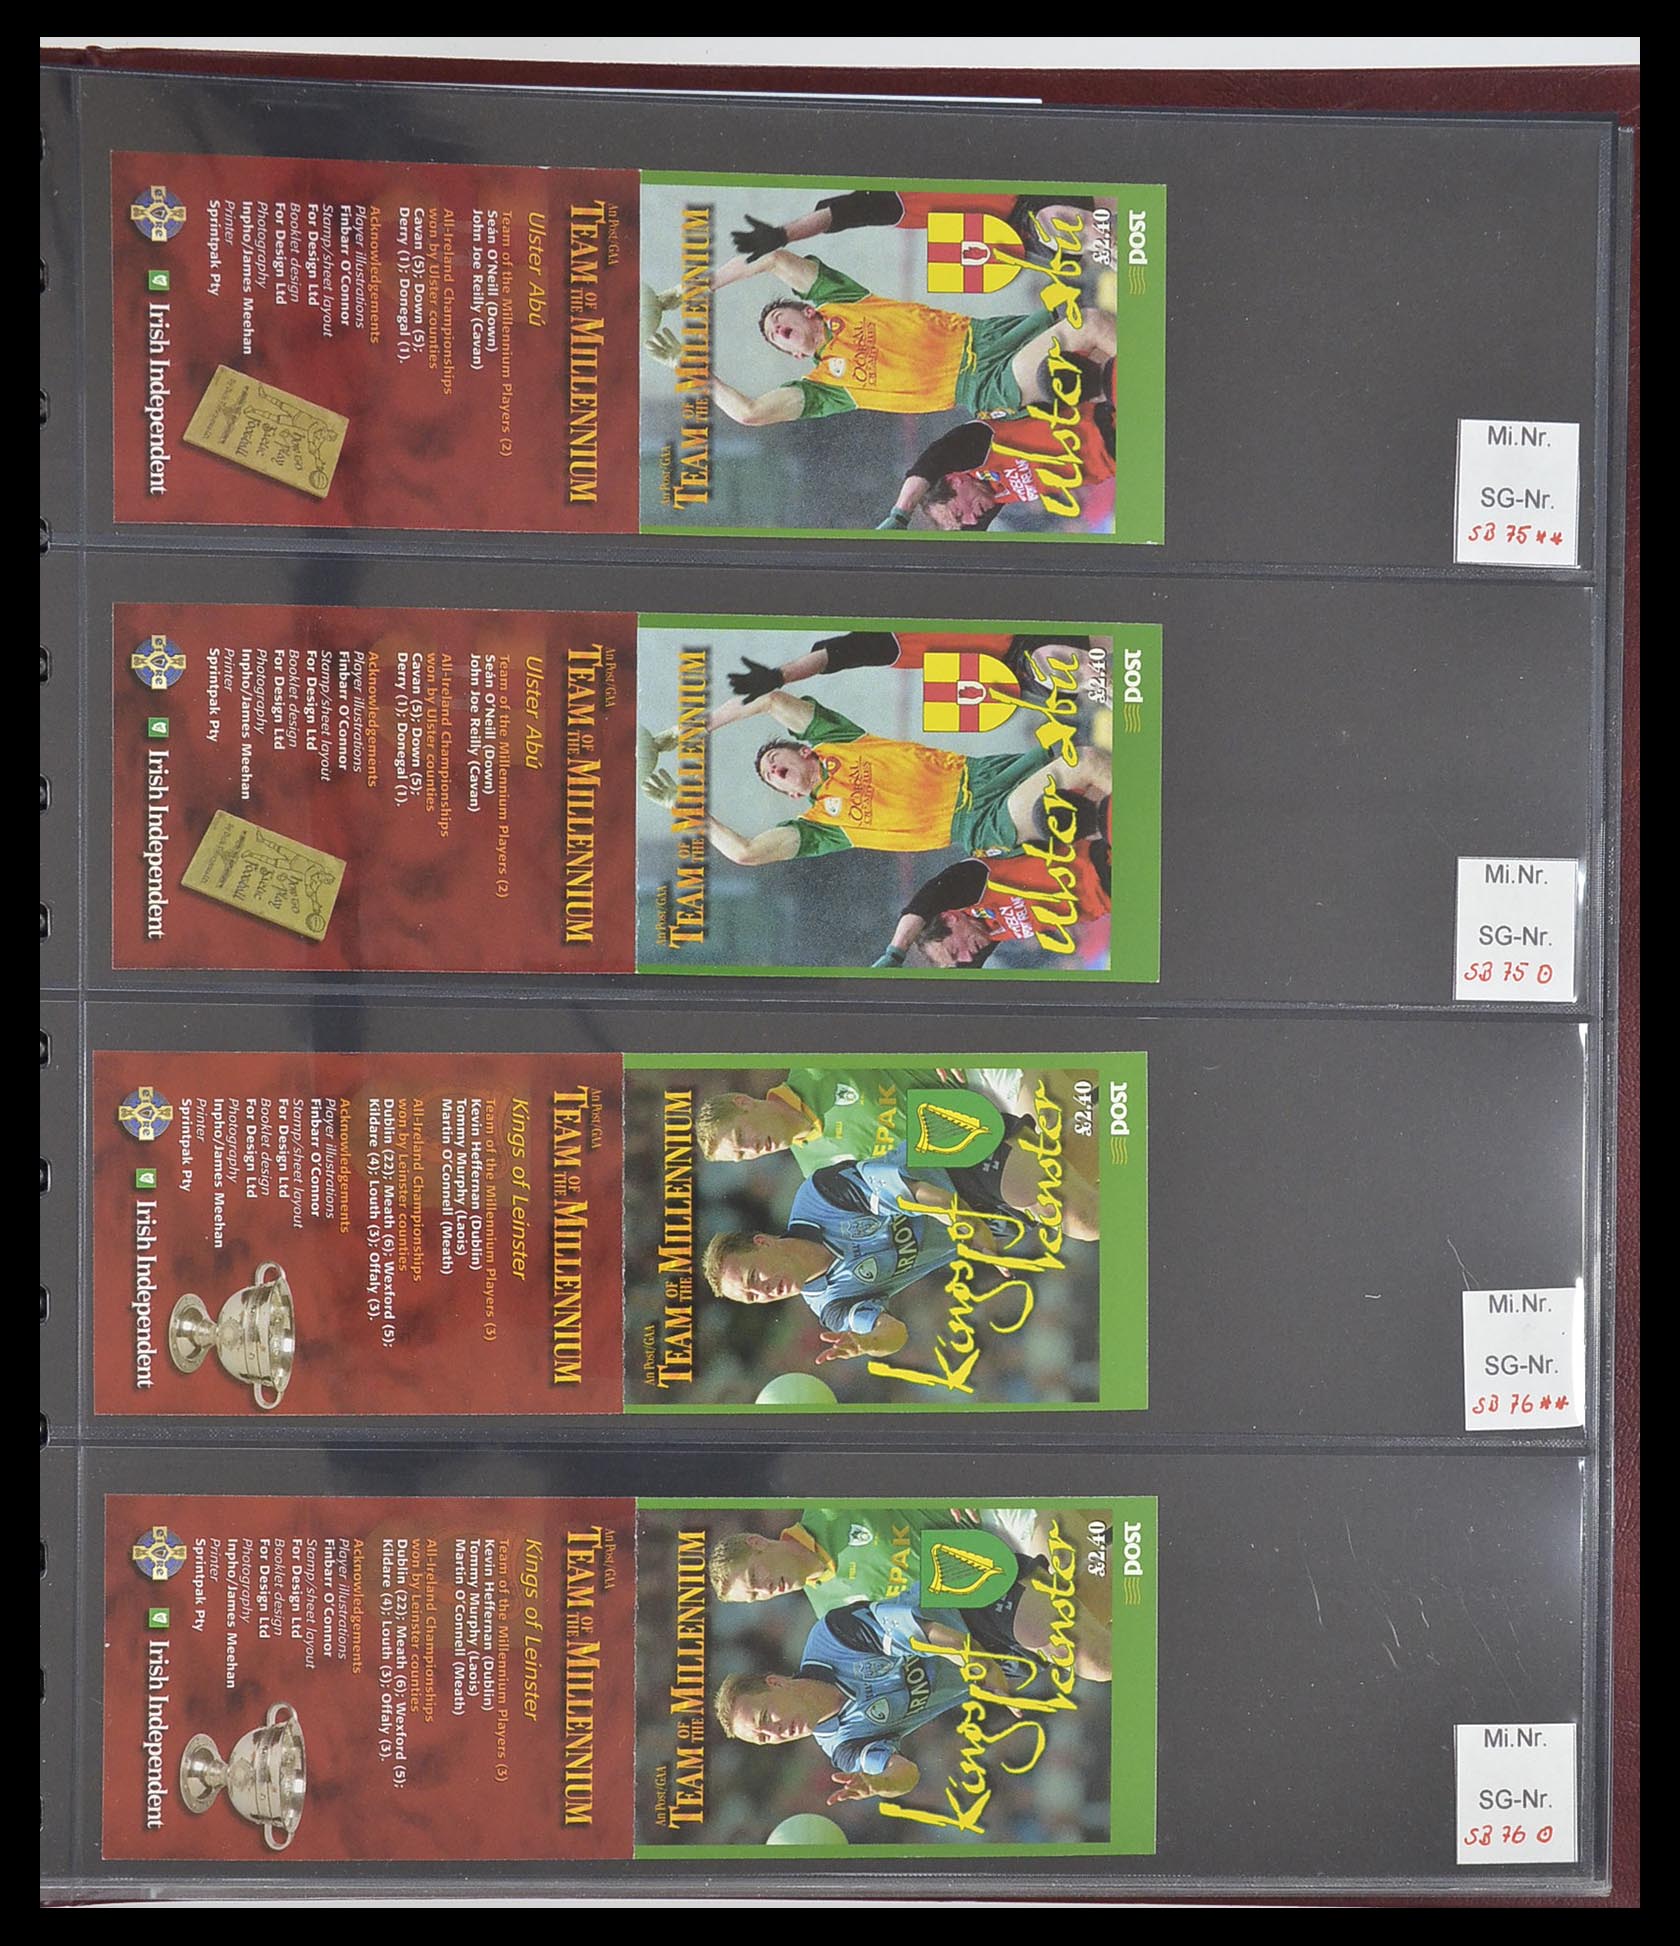 An Post/GAA
TEAM OF THE MILLENNIUM
Ulster Abú
Team of the Millennium Players (2)
Seán O'Neill (Down)
John Joe Reilly (Cavan)
All-Ireland Championships
won by Ulster counties
Cavan (5); Down (5);
Derry (1); Donegal (1).
Acknowledgements
Player illustrations
Finbarr O'Connor
Stamp/sheet layout
For Design Ltd
Booklet design
For Design Ltd
Photography
Inpho/James Meehan
Printer
Sprintpak Pty
Irish Independent
post
£2.40
Ulster abú
TEAM OF THE MILLENNIUM
An Post/GAA
Mi.Nr.
SG-Nr.
SB 75 **
An Post/GAA
TEAM OF THE MILLENNIUM
Ulster Abú
Team of the Millennium Players (2)
Seán O'Neill (Down)
John Joe Reilly (Cavan)
All-Ireland Championships
won by Ulster counties
Cavan (5); Down (5);
Derry (1); Donegal (1).
Acknowledgements
Player illustrations
Finbarr O'Connor
Stamp/sheet layout
For Design Ltd
Booklet design
For Design Ltd
Photography
Inpho/James Meehan
Printer
Sprintpak Pty
Irish Independent
post
£2.40
Ulster abú
TEAM OF THE MILLENNIUM
An Post/GAA
Mi.Nr.
SG-Nr.
SB 75 ʘ
An Post/GAA
TEAM OF THE MILLENNIUM
Kings of Leinster
Team of the Millennium Players (3)
Kevin Heffernan (Dublin)
Tommy Murphy (Laois)
Martin O'Connell (Meath)
All-Ireland Championships
won by Leinster counties
Dublin (22); Meath (6); Wexford (5);
Kildare (4); Louth (3); Offaly (3).
Acknowledgements
Player illustrations
Finbarr O'Connor
Stamp/sheet layout
For Design Ltd
Booklet design
For Design Ltd
Photography
Inpho/James Meehan
Printer
Sprintpak Pty
Irish Independent
post
£2.40
EPAK
Kings of Leinster
TEAM OF THE MILLENNIUM
An Post/GAA
Mi.Nr.
SG-Nr.
SB 76 **
An Post/GAA
TEAM OF THE MILLENNIUM
Kings of Leinster
Team of the Millennium Players (3)
Kevin Heffernan (Dublin)
Tommy Murphy (Laois)
Martin O'Connell (Meath)
All-Ireland Championships
won by Leinster counties
Dublin (22); Meath (6); Wexford (5);
Kildare (4); Louth (3); Offaly (3).
Acknowledgements
Player illustrations
Finbarr O'Connor
Stamp/sheet layout
For Design Ltd
Booklet design
For Design Ltd
Photography
Inpho/James Meehan
Printer
Sprintpak Pty
Irish Independent
post
£2.40
EPAK
Kings of Leinster
TEAM OF THE MILLENNIUM
An Post/GAA
Mi.Nr.
SG-Nr.
SB 76 ʘ